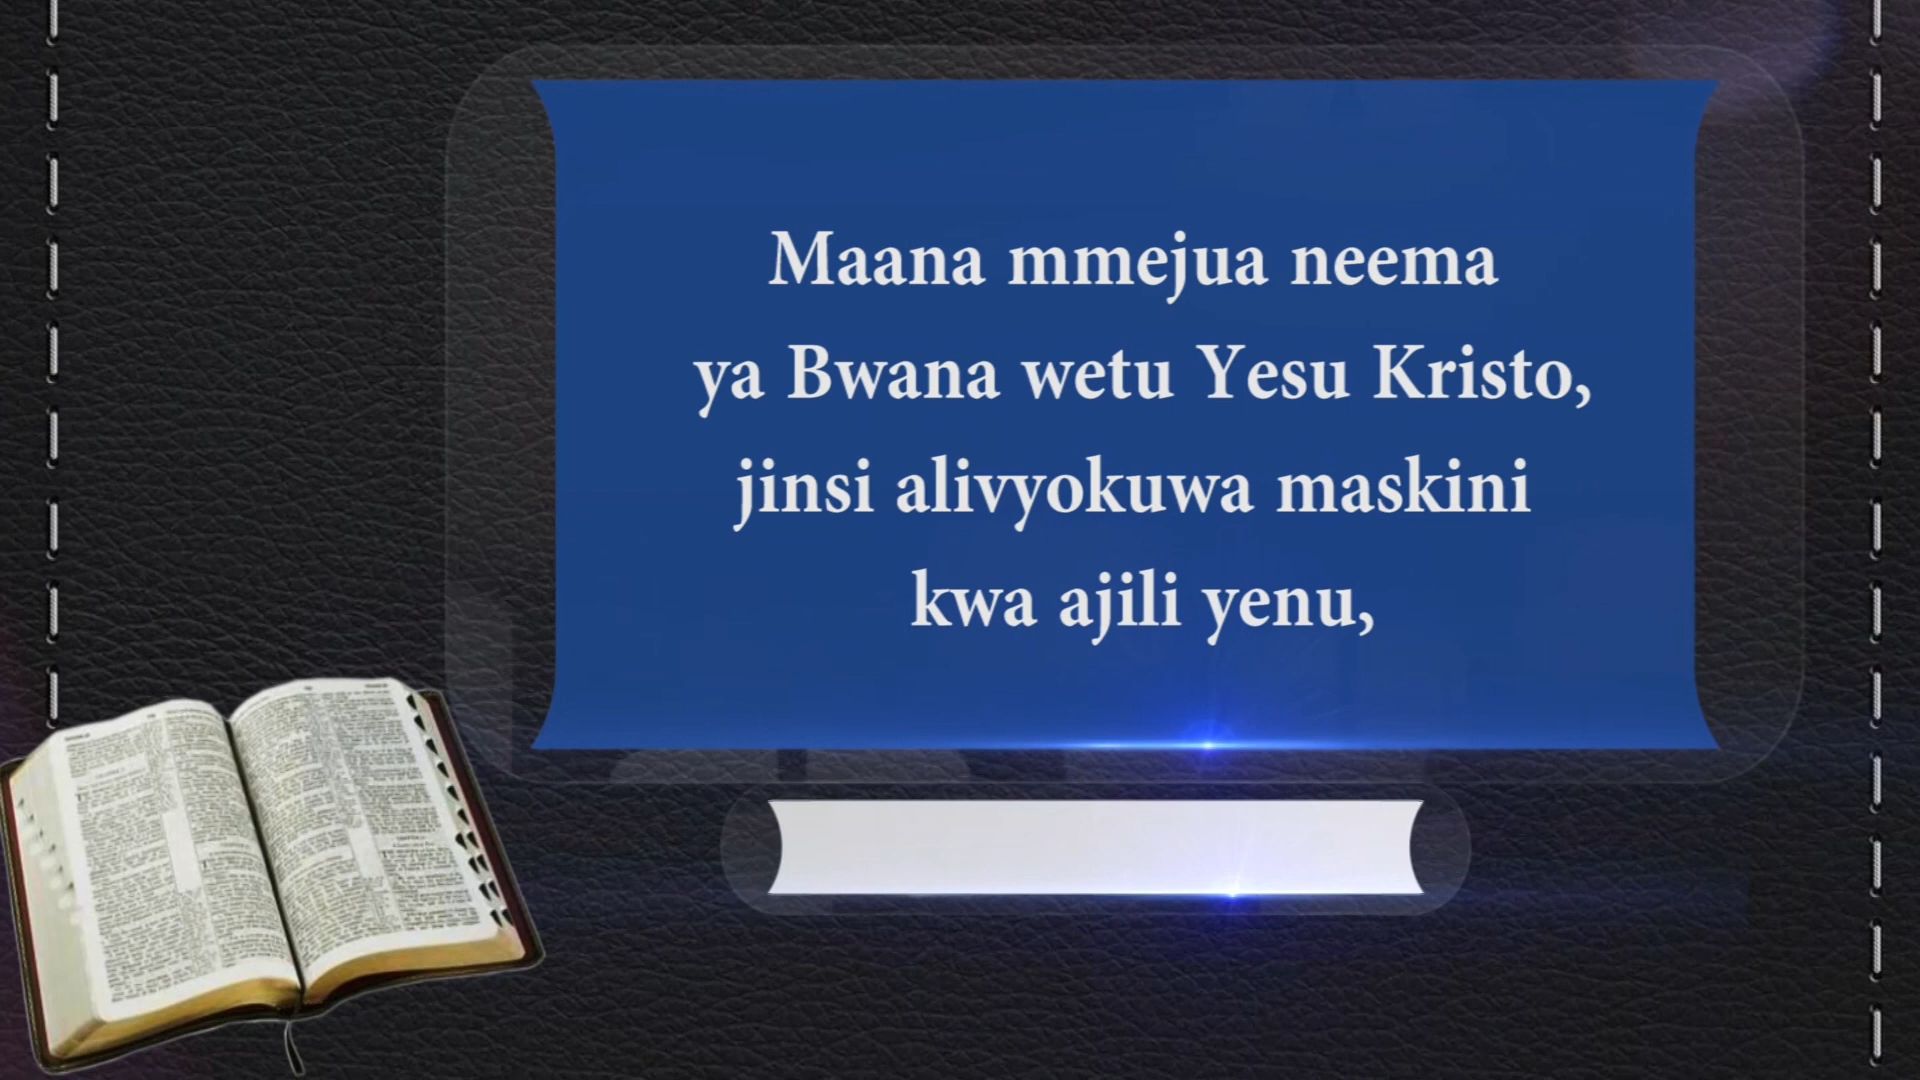 Maana mmejua neema
ya Bwana wetu Yesu Kristo,
jinsi alivyokuwa maskini
kwa ajili yenu,